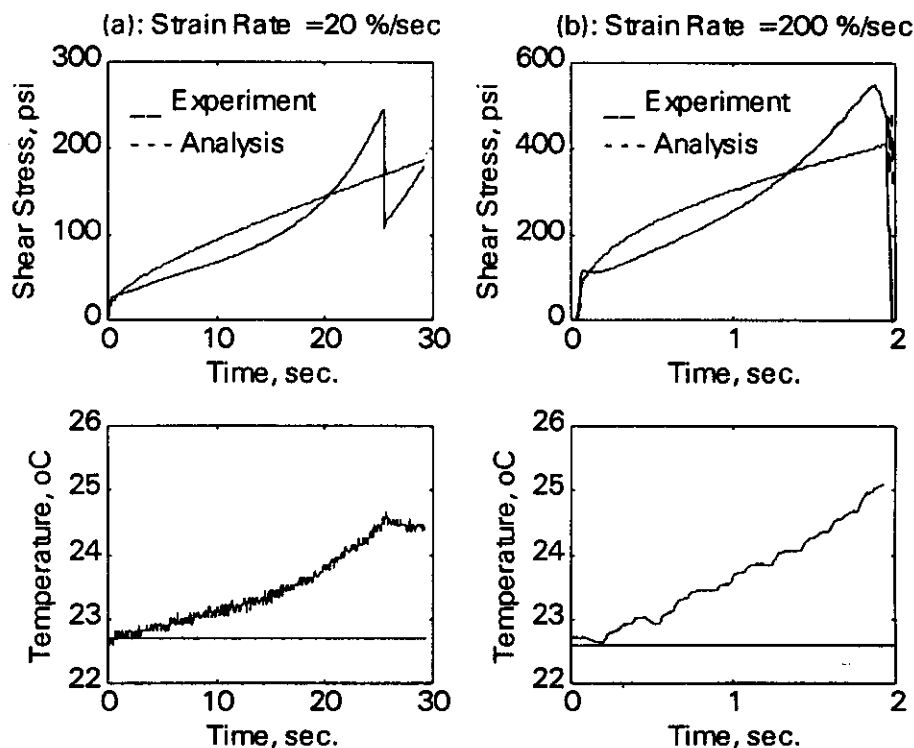 (a): Strain Rate =20 %/sec
300
200
100
0
Shear Stress, psi
__ Experiment
--- Analysis
0 10 20 30
Time, sec.
(b): Strain Rate =200 %/sec
600
400
200
0
Shear Stress, psi
__ Experiment
--- Analysis
0 1 2
Time, sec.
26
25
24
23
22
Temperature, oC
0 10 20 30
Time, sec.
26
25
24
23
22
Temperature, oC
0 1 2
Time, sec.